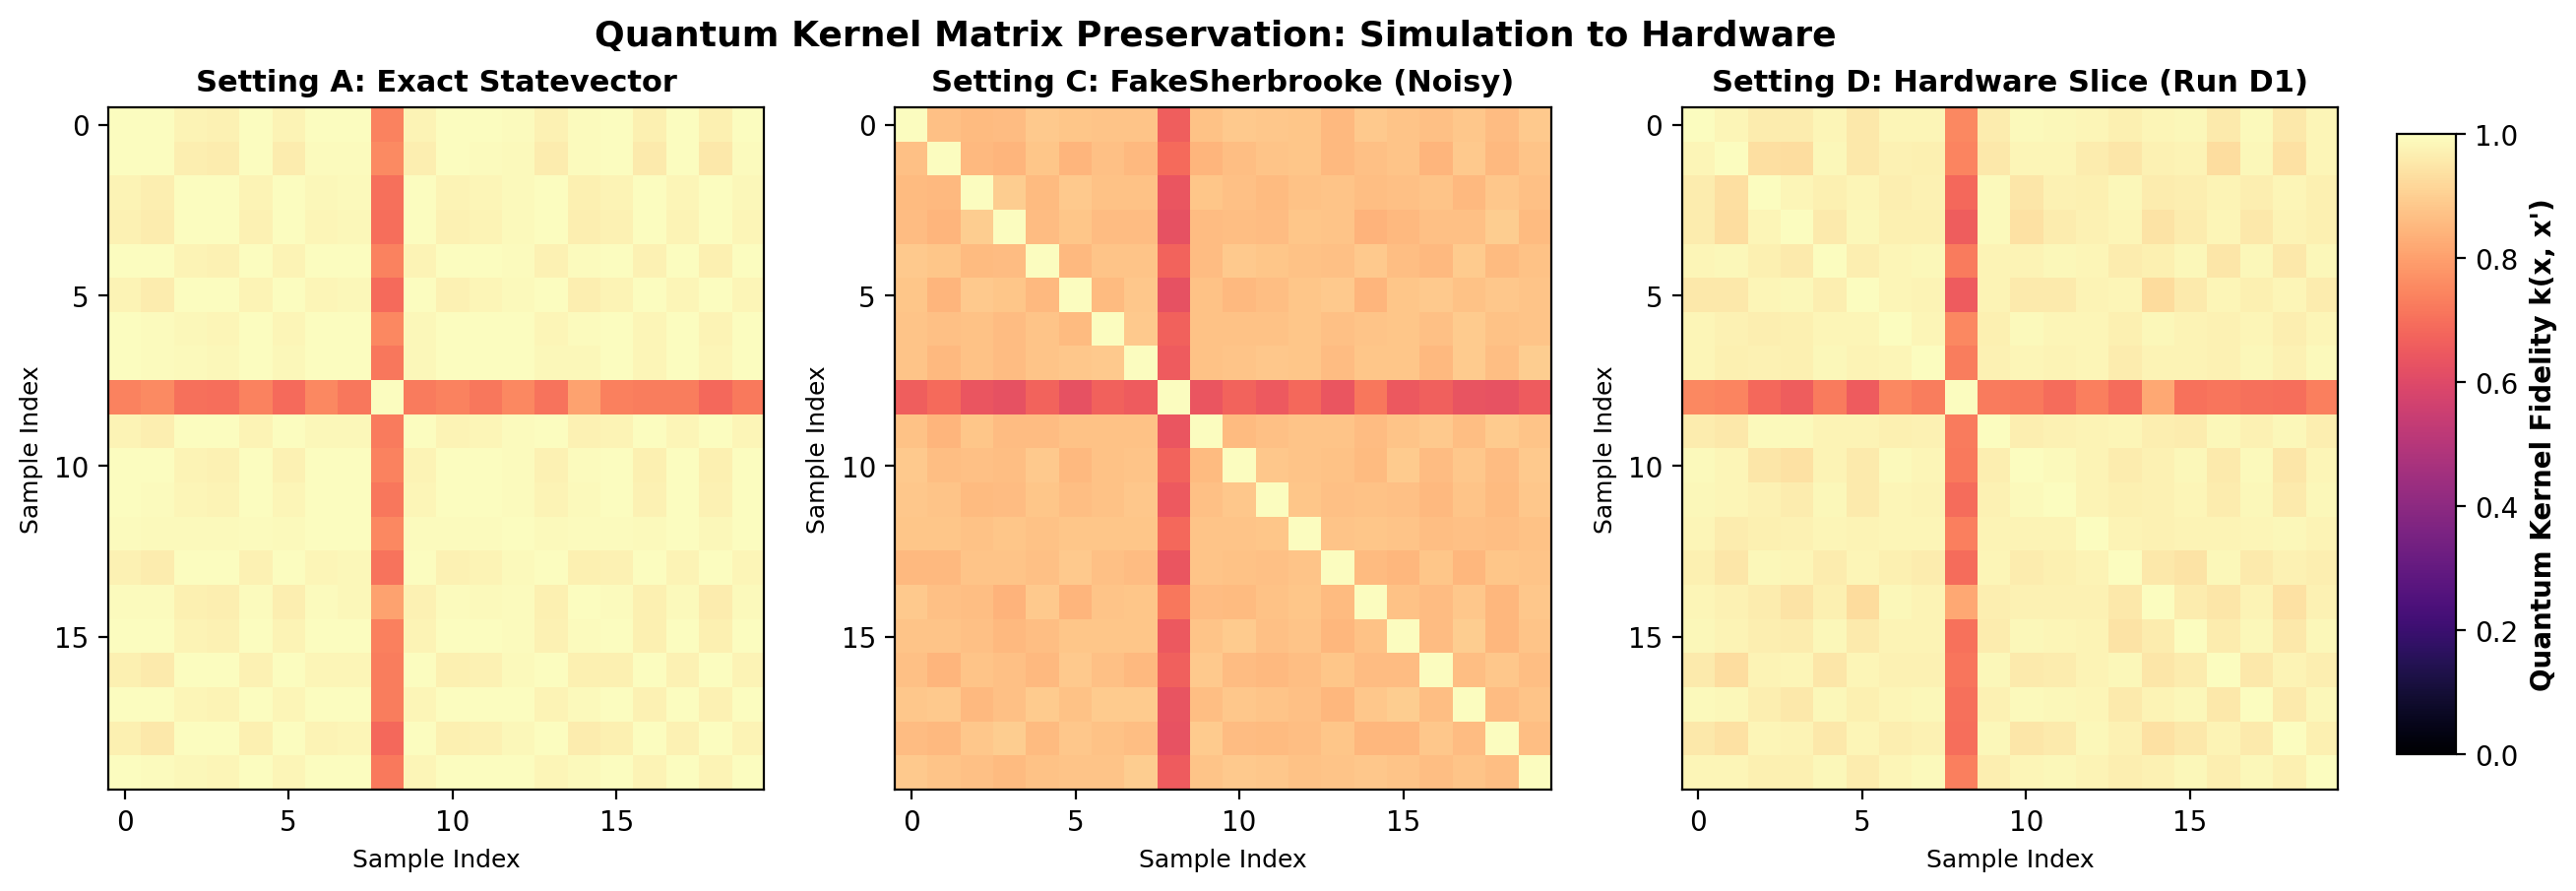 Quantum Kernel Matrix Preservation: Simulation to Hardware
Setting A: Exact Statevector
0
5
10
15
Sample Index
0 5 10 15
Sample Index
Setting C: FakeSherbrooke (Noisy)
0
5
10
15
Sample Index
0 5 10 15
Sample Index
Setting D: Hardware Slice (Run D1)
0
5
10
15
Sample Index
0 5 10 15
Sample Index
1.0
0.8
0.6
0.4
0.2
0.0
Quantum Kernel Fidelity k(x, x')